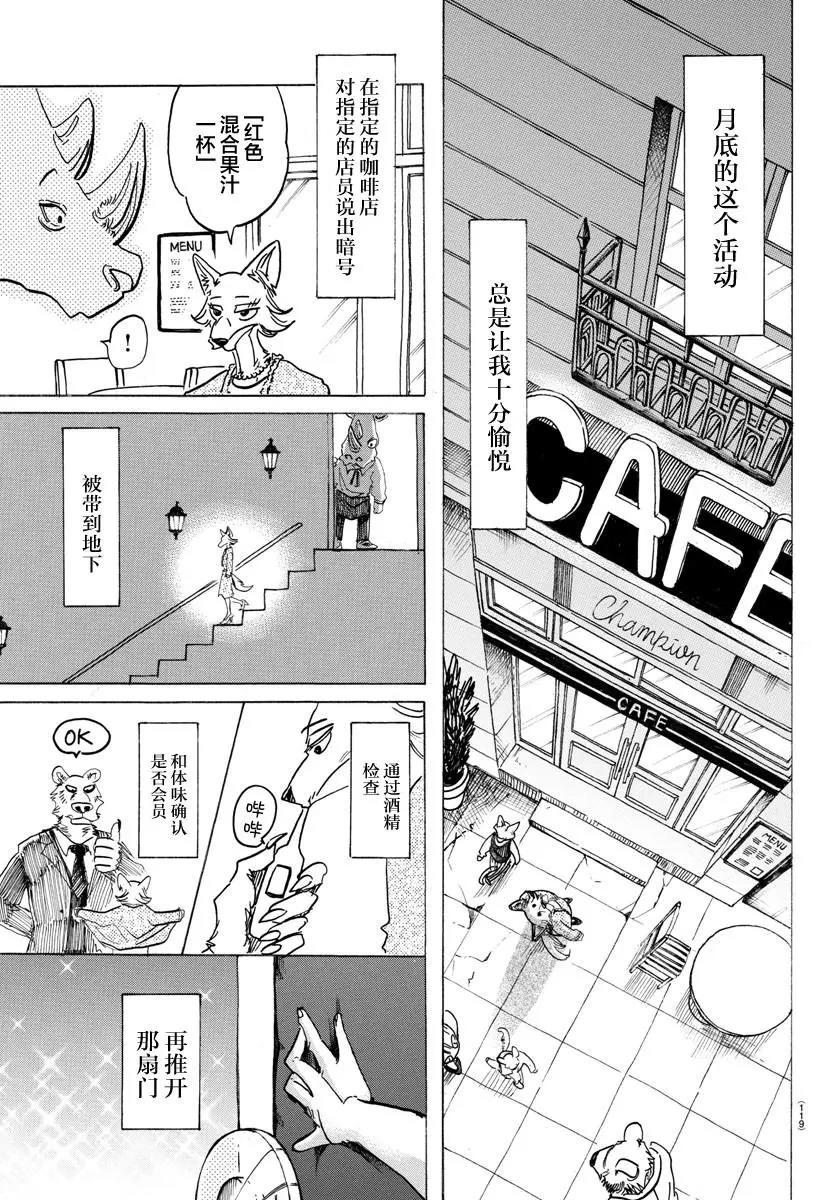 月底的这个活动
总是让我十分愉悦
CAFE
Champion
CAFE
MENU
在指定的咖啡店
对指定的店员说出暗号
「红色
混合果汁
一杯」
MENU
！
被带到地下
通过酒精
检查
哔
哔
和体味确认
是否会员
OK
再推开
那扇门
(119)